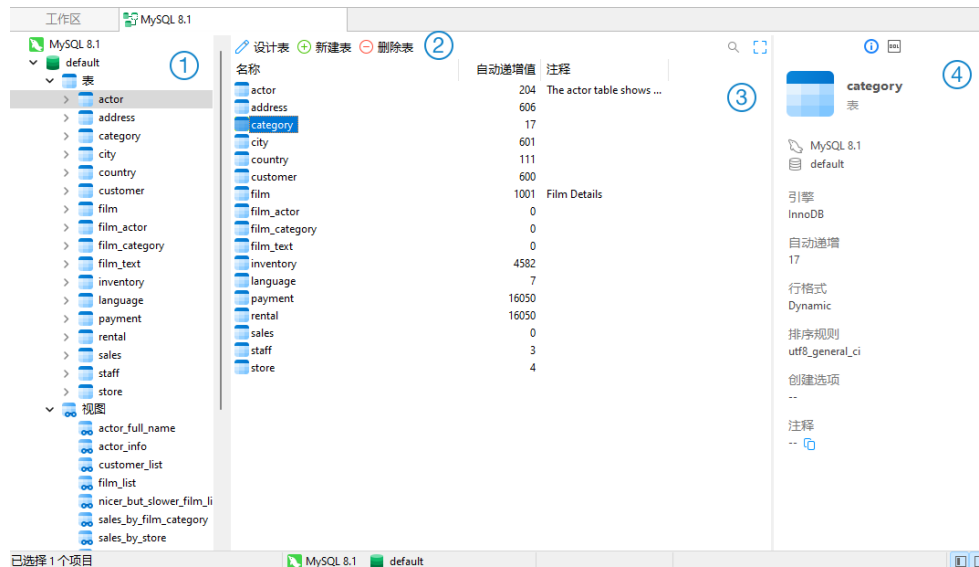 工作区
MySQL 8.1
MySQL 8.1
default
表
actor
address
category
city
country
customer
film
film_actor
film_category
film_text
inventory
language
payment
rental
sales
staff
store
视图
actor_full_name
actor_info
customer_list
film_list
nicer_but_slower_film_li
sales_by_film_category
sales_by_store
①
设计表 新建表 删除表 ②
名称 自动递增值 注释
actor 204 The actor table shows ...
address 606
category 17
city 601
country 111
customer 600
film 1001 Film Details
film_actor 0
film_category 0
film_text 0
inventory 4582
language 7
payment 16050
rental 16050
sales 0
staff 3
store 4
③
DDL
④
category
表
MySQL 8.1
default
引擎
InnoDB
自动递增
17
行格式
Dynamic
排序规则
utf8_general_ci
创建选项
--
注释
--
已选择 1 个项目 MySQL 8.1 default